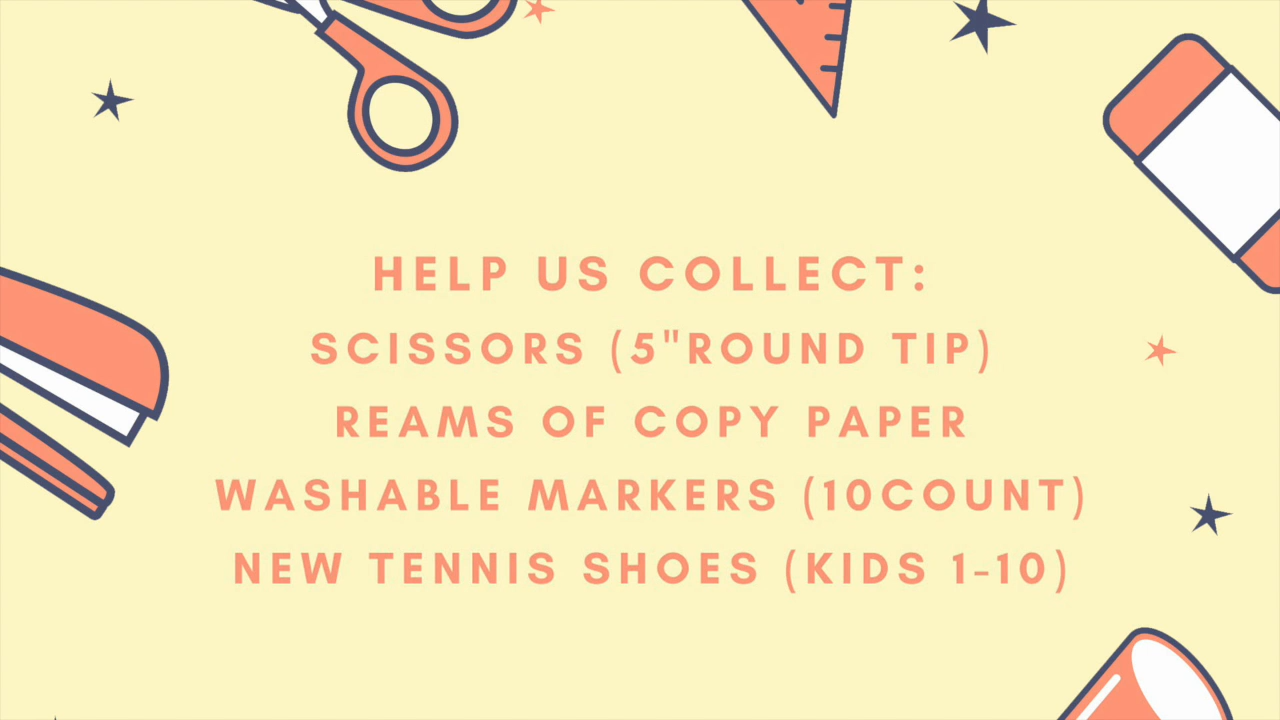 HELP US COLLECT:
SCISSORS (5"ROUND TIP)
REAMS OF COPY PAPER
WASHABLE MARKERS (10COUNT)
NEW TENNIS SHOES (KIDS 1-10)